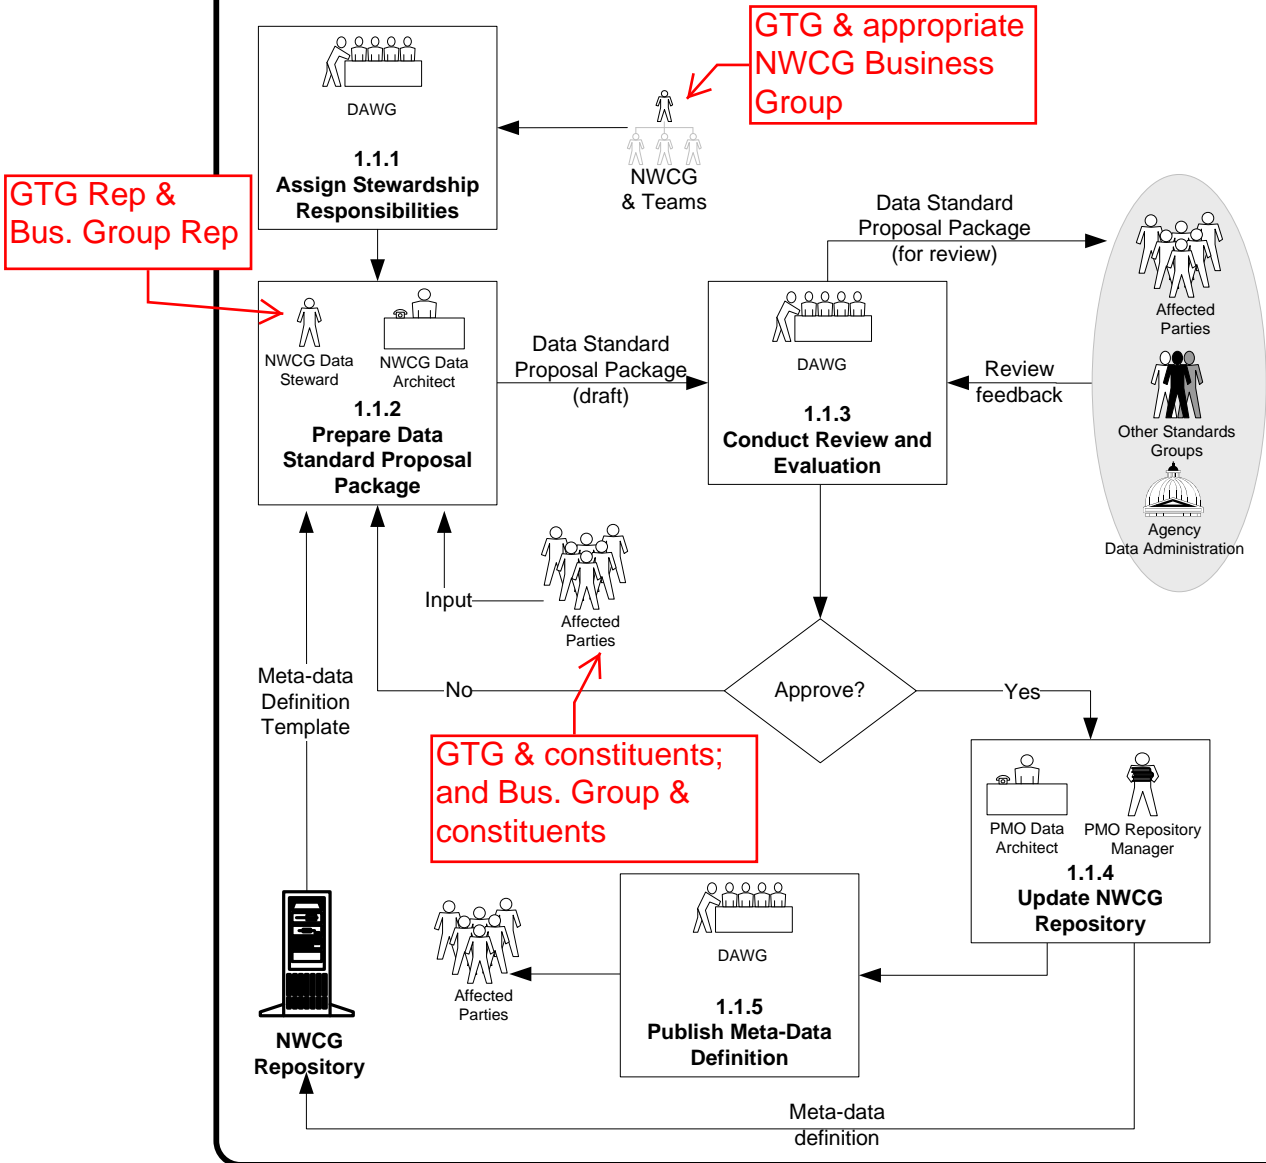 GTG & appropriate
NWCG Business
Group
DAWG
1.1.1
Assign Stewardship
Responsibilities
NWCG
& Teams
GTG Rep &
Bus. Group Rep
Data Standard
Proposal Package
(for review)
Affected
Parties
NWCG Data
Steward
NWCG Data
Architect
1.1.2
Prepare Data
Standard Proposal
Package
Data Standard
Proposal Package
(draft)
DAWG
1.1.3
Conduct Review and
Evaluation
Review
feedback
Other Standards
Groups
Agency
Data Administration
Input
Affected
Parties
Meta-data
Definition
Template
No
Approve?
Yes
GTG & constituents;
and Bus. Group &
constituents
PMO Data
Architect
PMO Repository
Manager
1.1.4
Update NWCG
Repository
DAWG
1.1.5
Publish Meta-Data
Definition
Affected
Parties
NWCG
Repository
Meta-data
definition